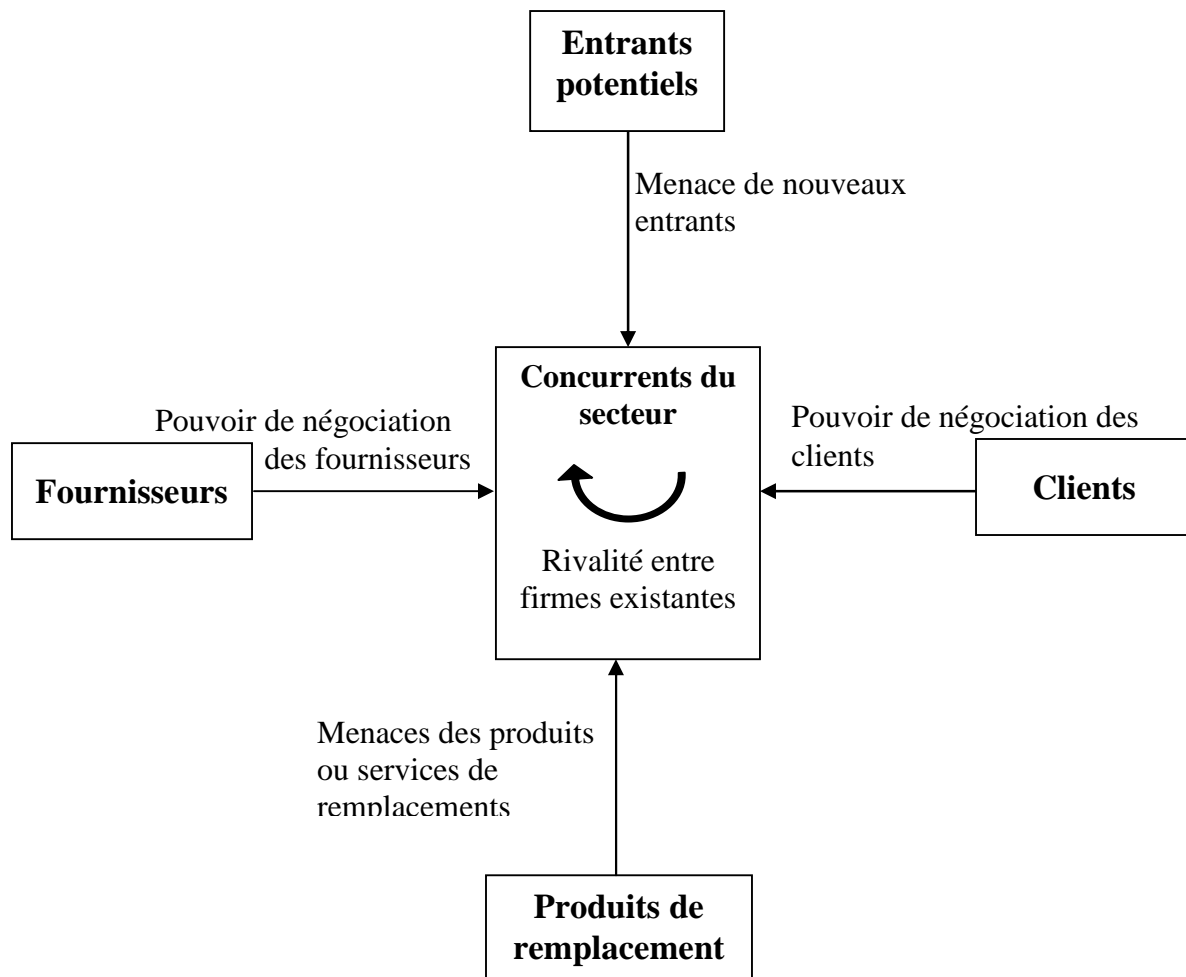 Entrants
potentiels
Menace de nouveaux
entrants
Concurrents du
secteur
Pouvoir de négociation
des fournisseurs
Pouvoir de négociation des
clients
Fournisseurs
Clients
Rivalité entre
firmes existantes
Menaces des produits
ou services de
remplacements
Produits de
remplacement